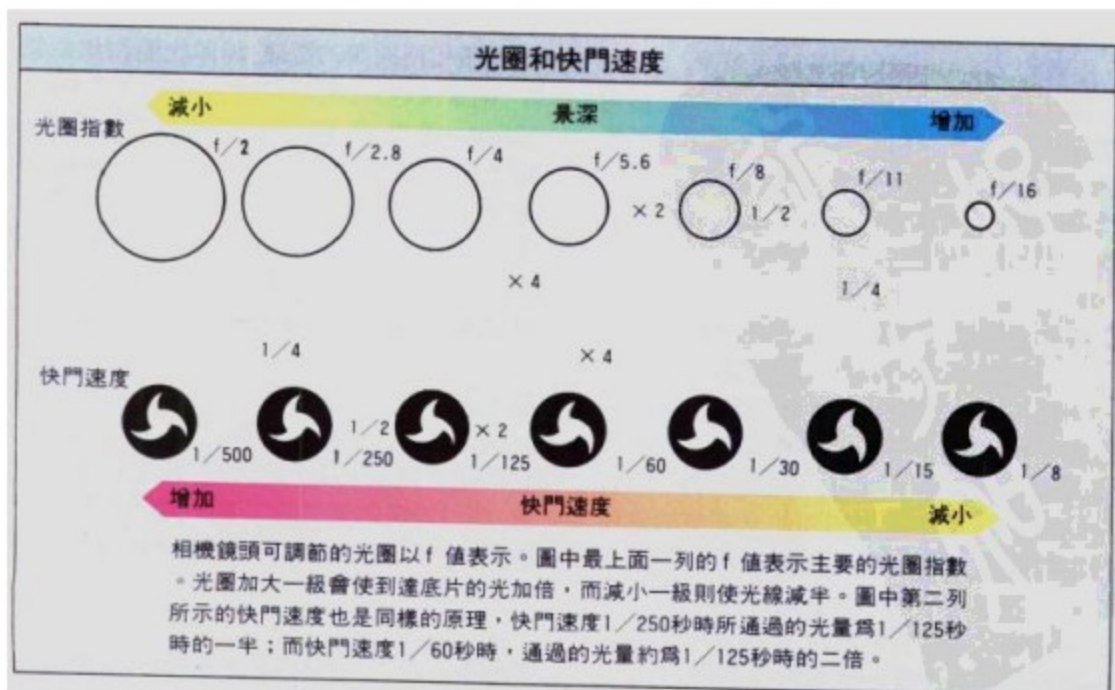 光圈和快門速度
減小 景深 增加
光圈指數
f/2 f/2.8 f/4 f/5.6 f/8 f/11 f/16
×2 1/2
×4 1/4
1/4 ×4
快門速度
1/2 ×2
1/500 1/250 1/125 1/60 1/30 1/15 1/8
增加 快門速度 減小
相機鏡頭可調節的光圈以f 值表示。圖中最上面一列的f 值表示主要的光圈指數
。光圈加大一級會使到達底片的光加倍,而減小一級則使光線減半。圖中第二列
所示的快門速度也是同樣的原理,快門速度1/250秒時所通過的光量爲1/125秒
時的一半;而快門速度1/60秒時,通過的光量約爲1/125秒時的二倍。